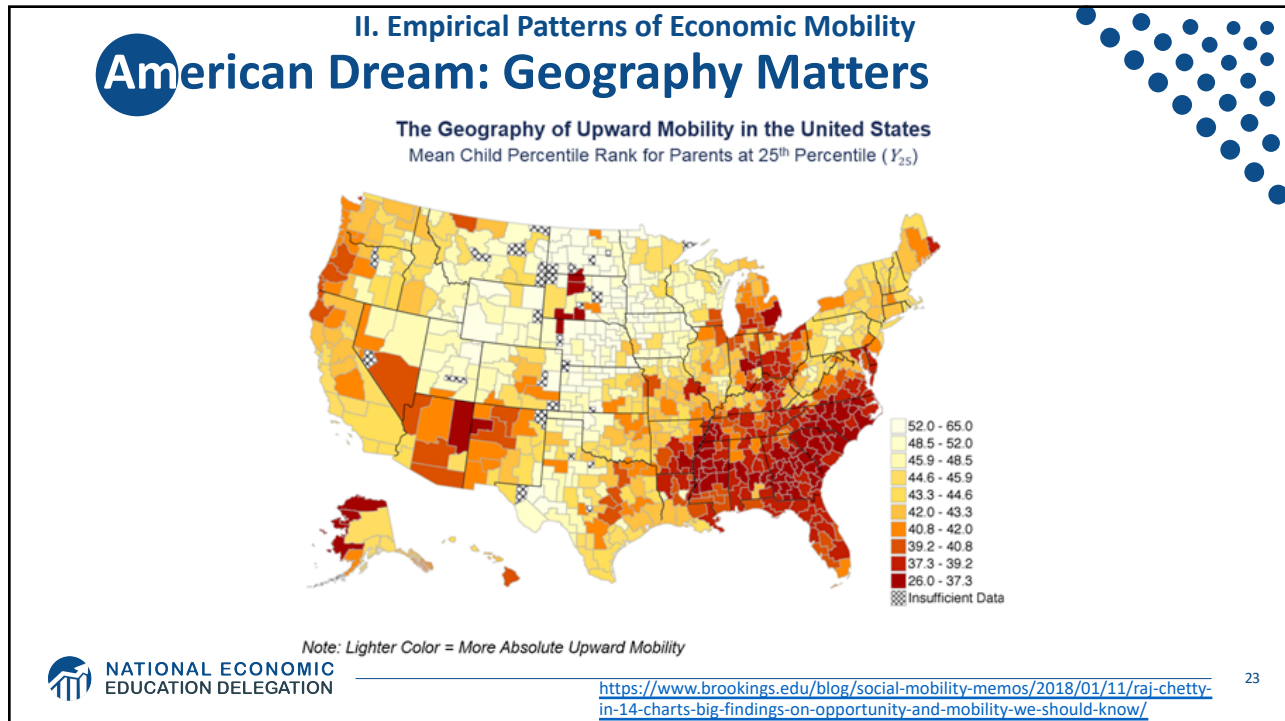 II. Empirical Patterns of Economic Mobility
American Dream: Geography Matters
The Geography of Upward Mobility in the United States
Mean Child Percentile Rank for Parents at 25th Percentile (Y25)
52.0 - 65.0
48.5 - 52.0
45.9 - 48.5
44.6 - 45.9
43.3 - 44.6
42.0 - 43.3
40.8 - 42.0
39.2 - 40.8
37.3 - 39.2
26.0 - 37.3
Insufficient Data
Note: Lighter Color = More Absolute Upward Mobility
NATIONAL ECONOMIC
EDUCATION DELEGATION
https://www.brookings.edu/blog/social-mobility-memos/2018/01/11/raj-chetty-
in-14-charts-big-findings-on-opportunity-and-mobility-we-should-know/
23